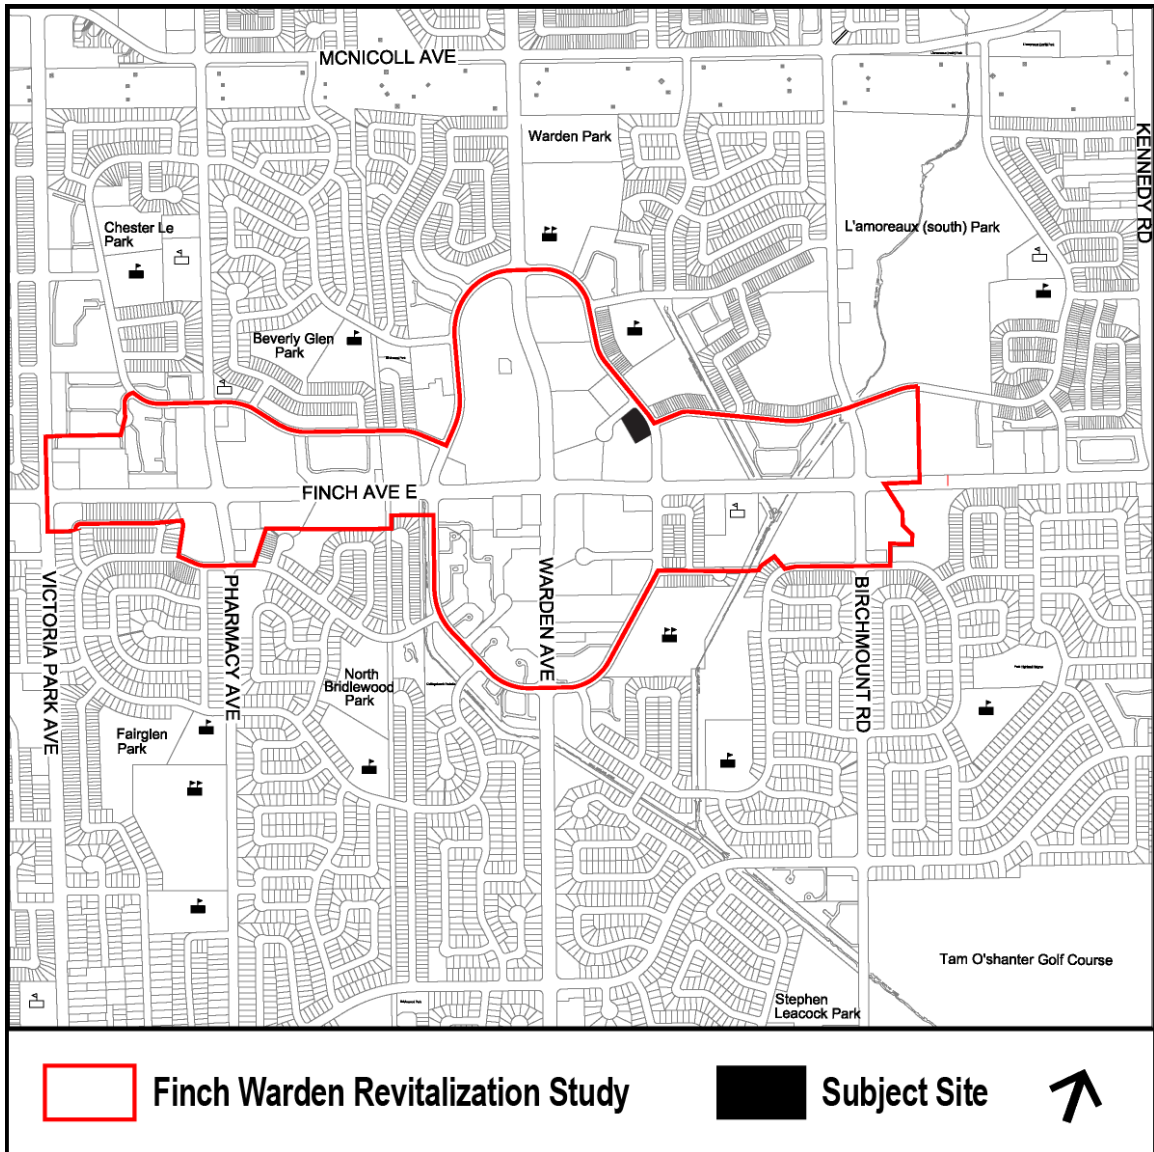 MCNICOLL AVE
KENNEDY RD
Warden Park
Chester Le
Park
L'amoreaux (south) Park
Beverly Glen
Park
FINCH AVE E
VICTORIA PARK AVE
PHARMACY AVE
WARDEN AVE
BIRCHMOUNT RD
North
Bridlewood
Park
Fairglen
Park
Tam O'shanter Golf Course
Stephen
Leacock Park
Finch Warden Revitalization Study
Subject Site